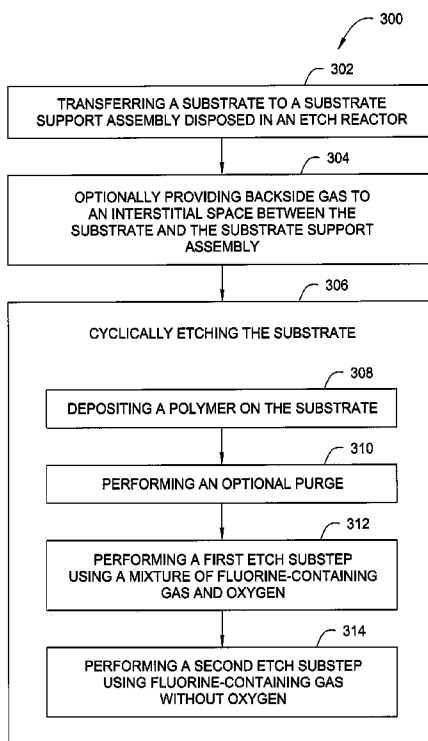 300
302
TRANSFERRING A SUBSTRATE TO A SUBSTRATE
SUPPORT ASSEMBLY DISPOSED IN AN ETCH REACTOR
304
OPTIONALLY PROVIDING BACKSIDE GAS TO
AN INTERSTITIAL SPACE BETWEEN THE
SUBSTRATE AND THE SUBSTRATE SUPPORT
ASSEMBLY
306
CYCLICALLY ETCHING THE SUBSTRATE
308
DEPOSITING A POLYMER ON THE SUBSTRATE
310
PERFORMING AN OPTIONAL PURGE
312
PERFORMING A FIRST ETCH SUBSTEP
USING A MIXTURE OF FLUORINE-CONTAINING
GAS AND OXYGEN
314
PERFORMING A SECOND ETCH SUBSTEP
USING FLUORINE-CONTAINING GAS
WITHOUT OXYGEN